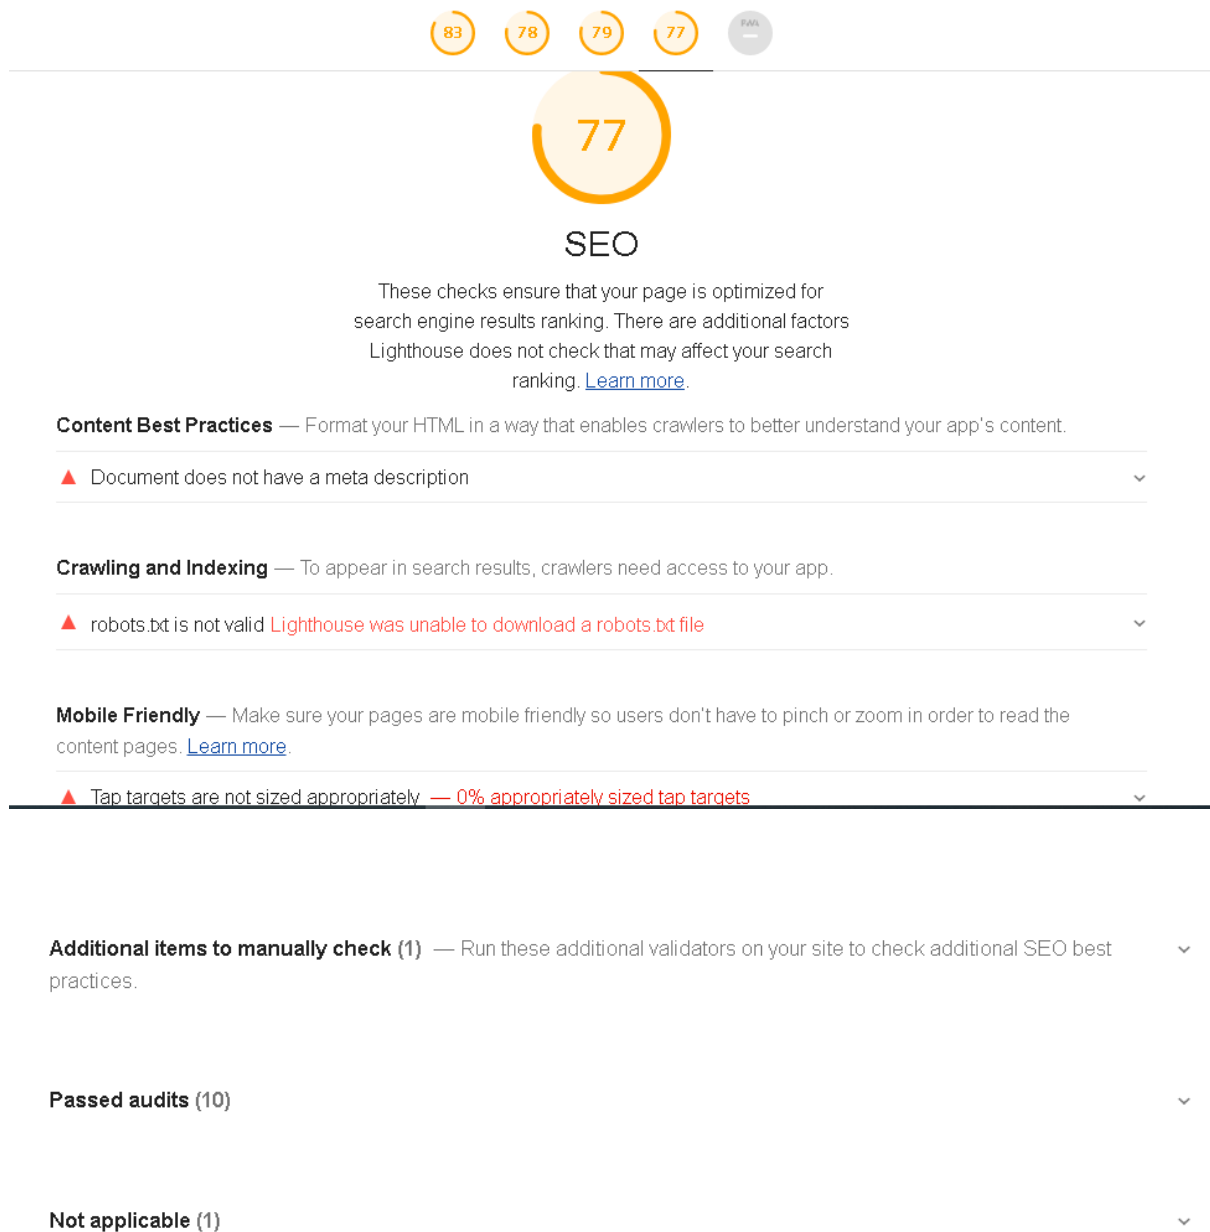 83 78 79 77 PWA
77
SEO
These checks ensure that your page is optimized for
search engine results ranking. There are additional factors
Lighthouse does not check that may affect your search
ranking. Learn more.
Content Best Practices — Format your HTML in a way that enables crawlers to better understand your app's content.
Document does not have a meta description
Crawling and Indexing — To appear in search results, crawlers need access to your app.
robots.txt is not valid Lighthouse was unable to download a robots.txt file
Mobile Friendly — Make sure your pages are mobile friendly so users don't have to pinch or zoom in order to read the
content pages. Learn more.
Tap targets are not sized appropriately — 0% appropriately sized tap targets
Additional items to manually check (1) — Run these additional validators on your site to check additional SEO best
practices.
Passed audits (10)
Not applicable (1)